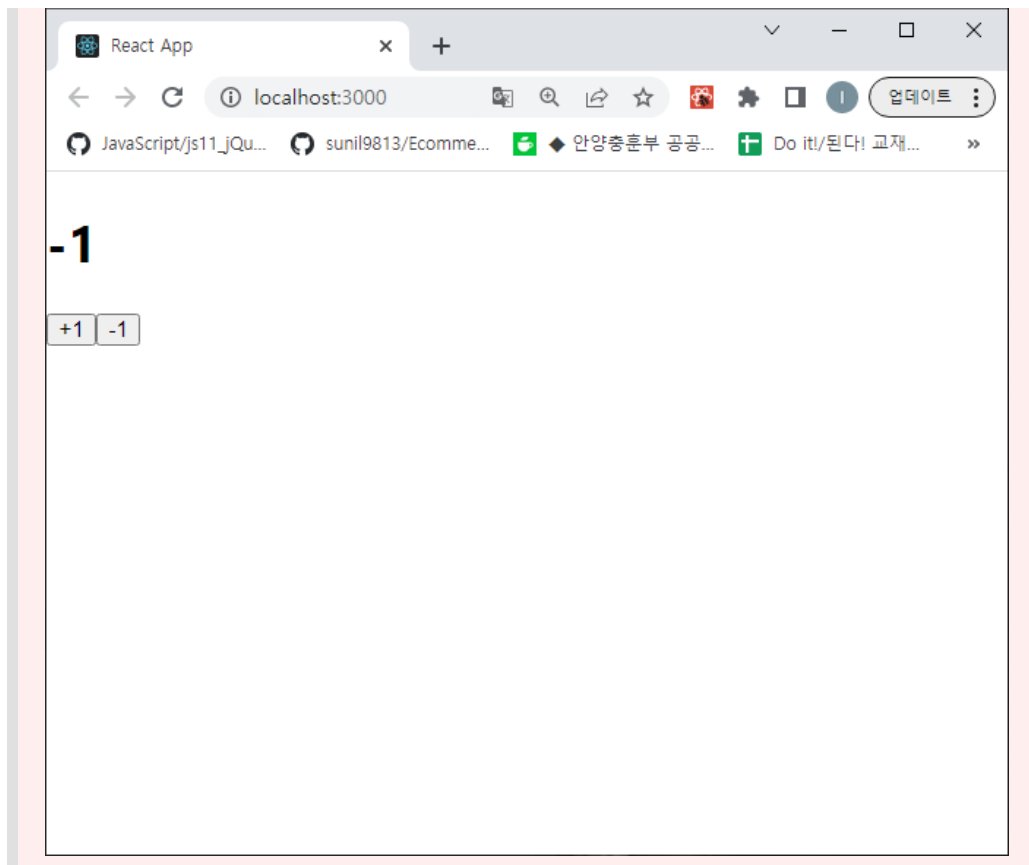 React App
localhost:3000
I
업데이트
JavaScript/js11_jQu...
sunil9813/Ecomme...
◆ 안양충훈부 공공...
Do it!/된다! 교재...
-1
+1
-1